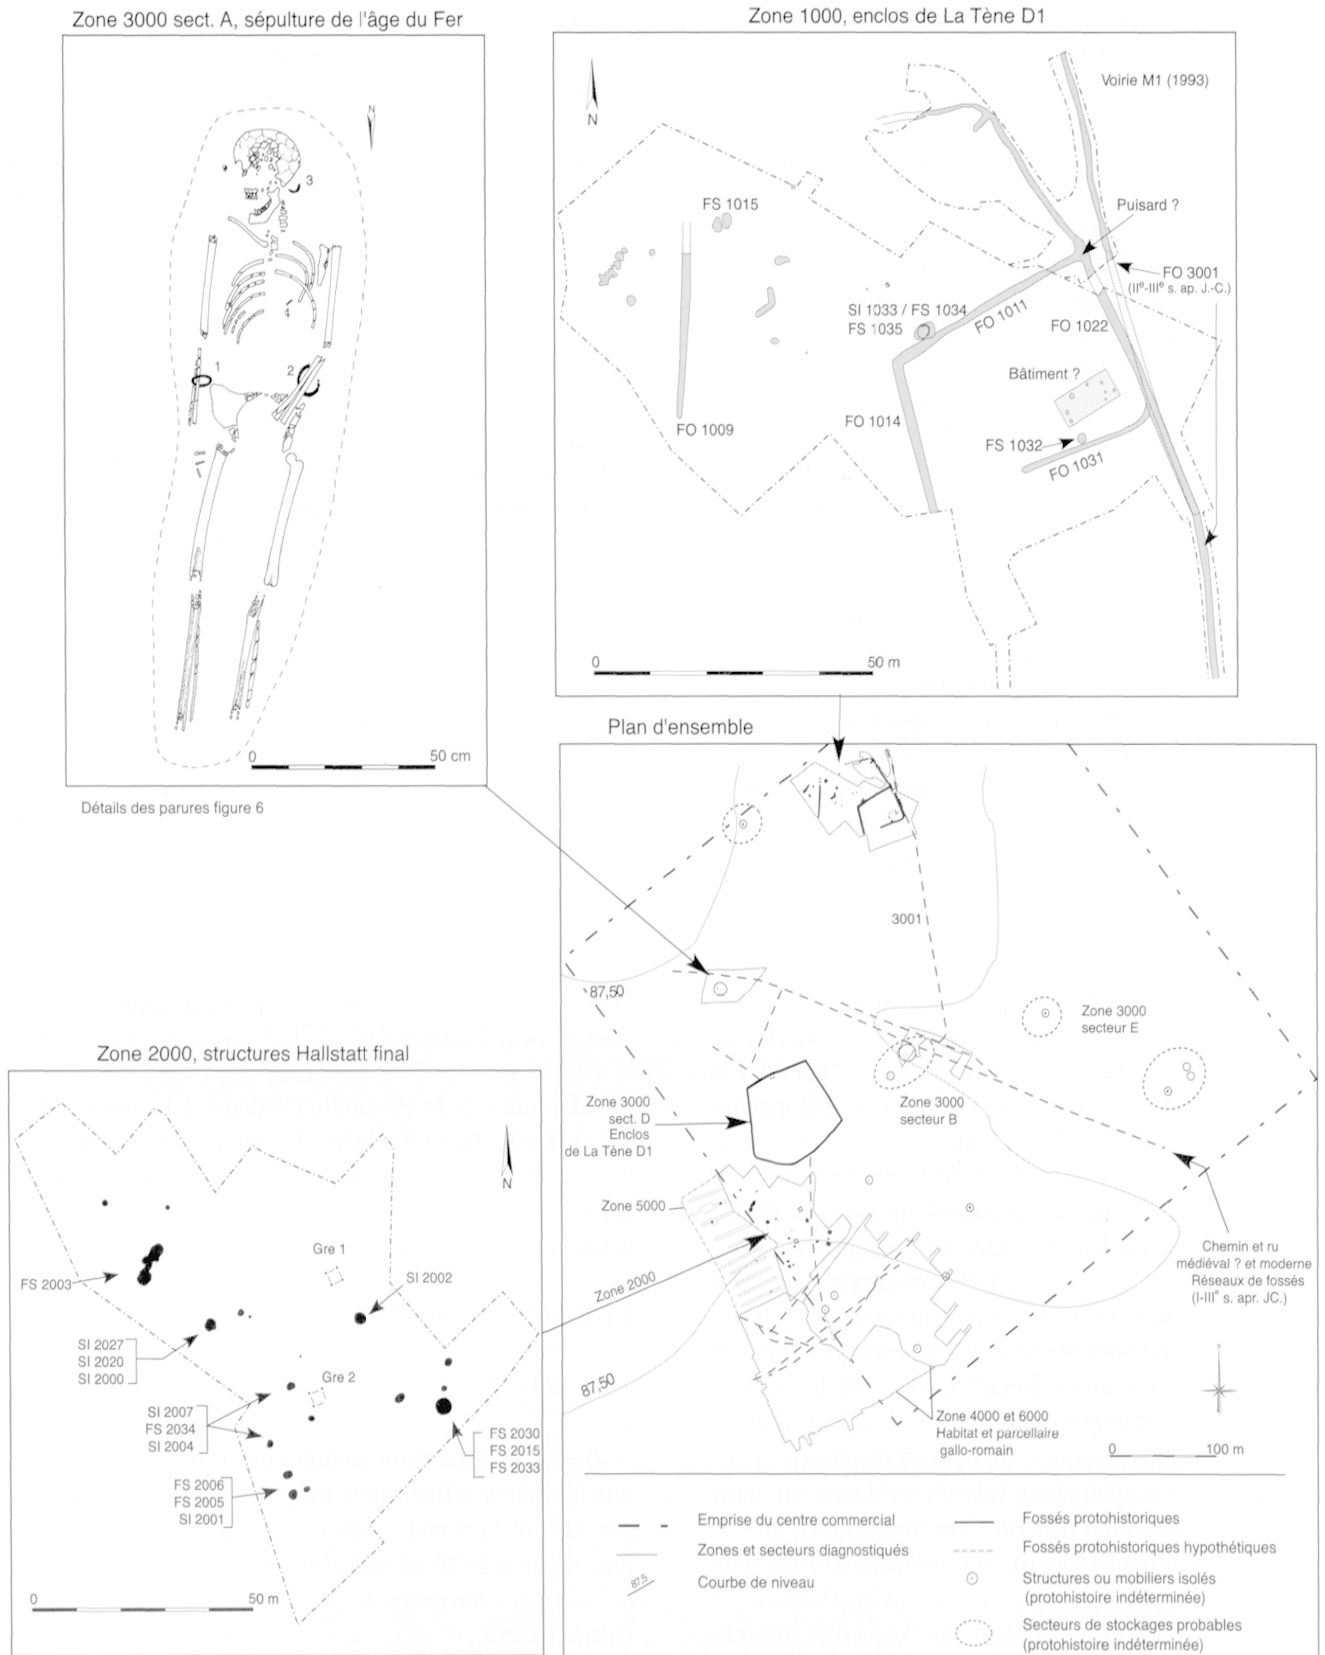 Zone 3000 sect. A, sépulture de l'âge du Fer
N
3
4
1
2
0 50 cm
Détails des parures figure 6
Zone 1000, enclos de La Tène D1
N
Voirie M1 (1993)
FS 1015
Puisard ?
FO 3001
(IIe-IIIe s. ap. J.-C.)
SI 1033 / FS 1034
FS 1035
FO 1011
FO 1022
Bâtiment ?
FO 1014
FO 1009
FS 1032
FO 1031
0 50 m
Plan d'ensemble
3001
87,50
Zone 3000
secteur E
Zone 3000
sect. D
Enclos
de La Tène D1
Zone 3000
secteur B
Zone 5000
Zone 2000
Chemin et ru
médiéval ? et moderne
Réseaux de fossés
(I-IIIe s. apr. JC.)
87,50
Zone 4000 et 6000
Habitat et parcellaire
gallo-romain
0 100 m
Emprise du centre commercial
Zones et secteurs diagnostiqués
87.5
Courbe de niveau
Fossés protohistoriques
Fossés protohistoriques hypothétiques
Structures ou mobiliers isolés
(protohistoire indéterminée)
Secteurs de stockages probables
(protohistoire indéterminée)
Zone 2000, structures Hallstatt final
N
Gre 1
FS 2003
SI 2002
SI 2027
SI 2020
SI 2000
Gre 2
SI 2007
FS 2034
SI 2004
FS 2030
FS 2015
FS 2033
FS 2006
FS 2005
SI 2001
0 50 m